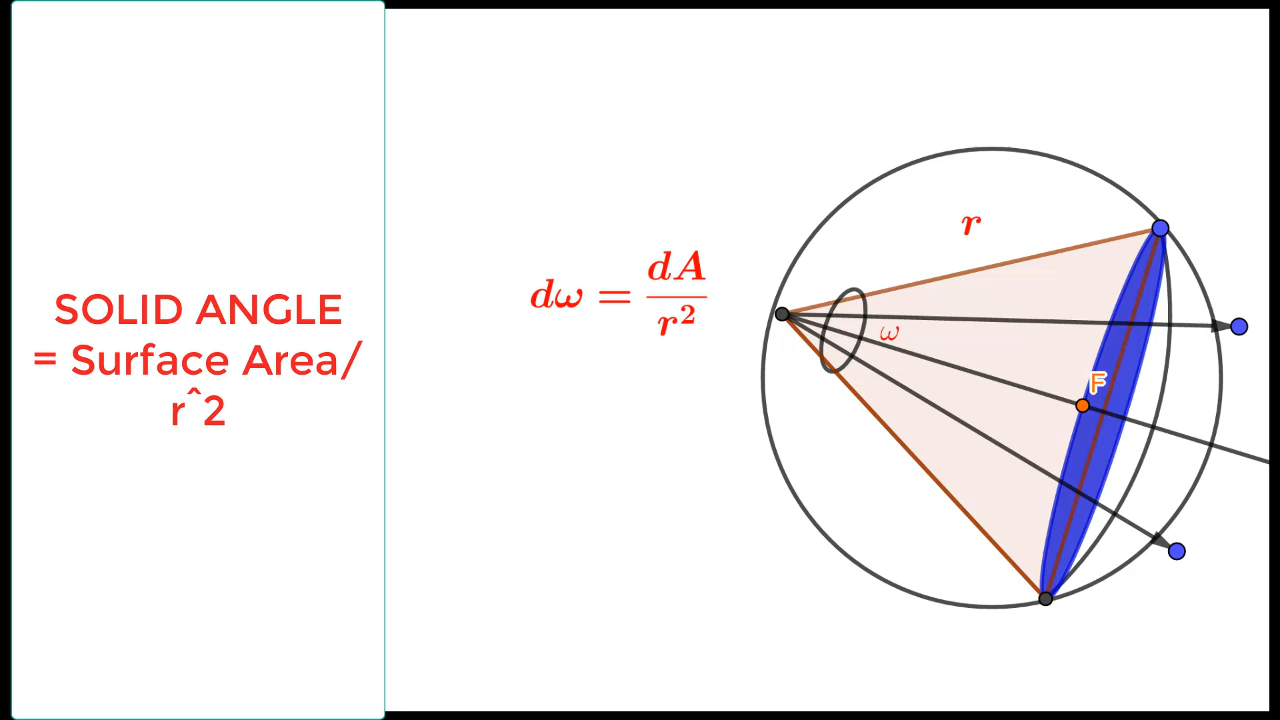 SOLID ANGLE
= Surface Area/
r^2
dω = dA/r²
r
ω
F